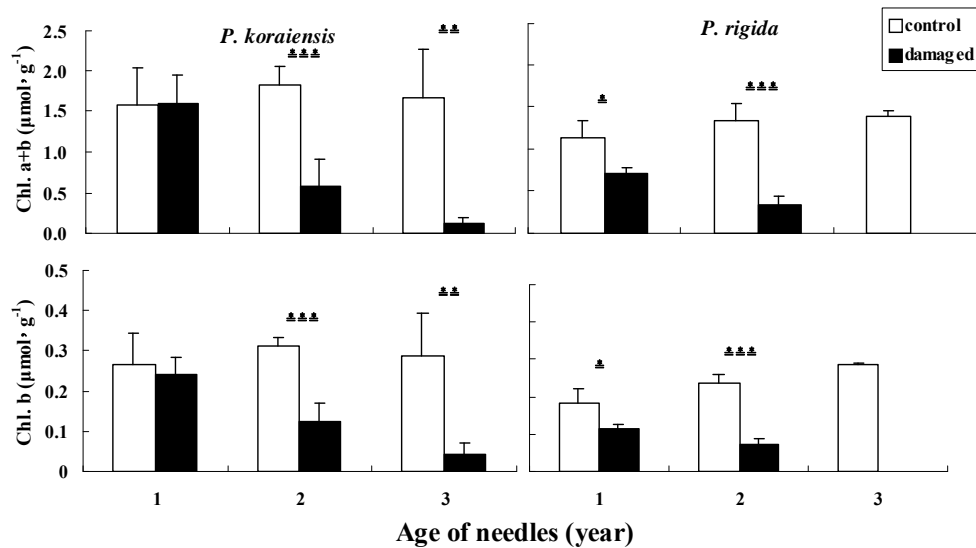 P. koraiensis
P. rigida
control
damaged
Chl. a+b (μmol· g-1)
2.5
2.0
1.5
1.0
0.5
0.0
***
**
*
***
Chl. b (μmol· g-1)
0.5
0.4
0.3
0.2
0.1
0
***
**
*
***
1 2 3 1 2 3
Age of needles (year)